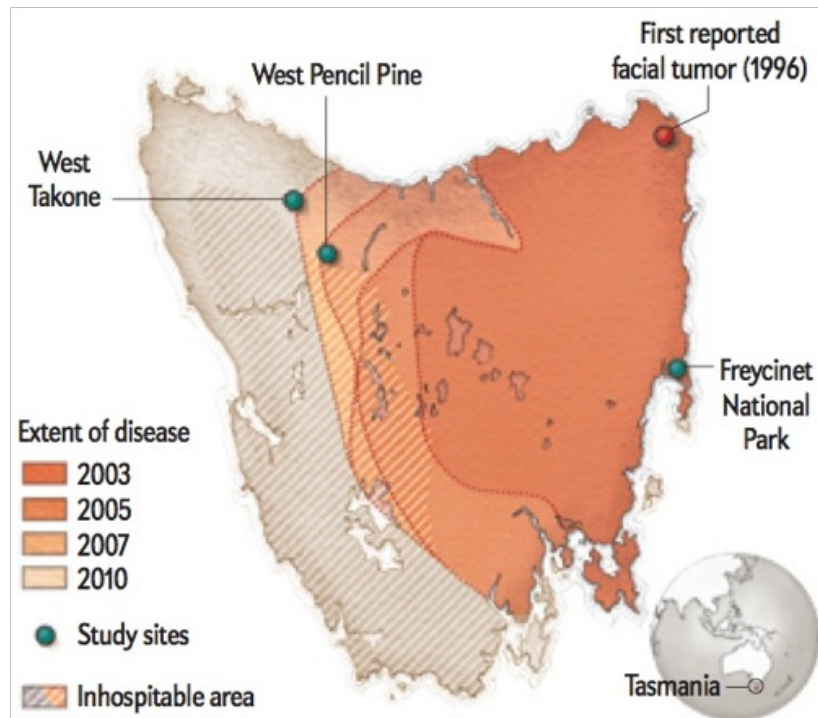 First reported
facial tumor (1996)
West Pencil Pine
West
Takone
Freycinet
National
Park
Extent of disease
2003
2005
2007
2010
Study sites
Inhospitable area
Tasmania